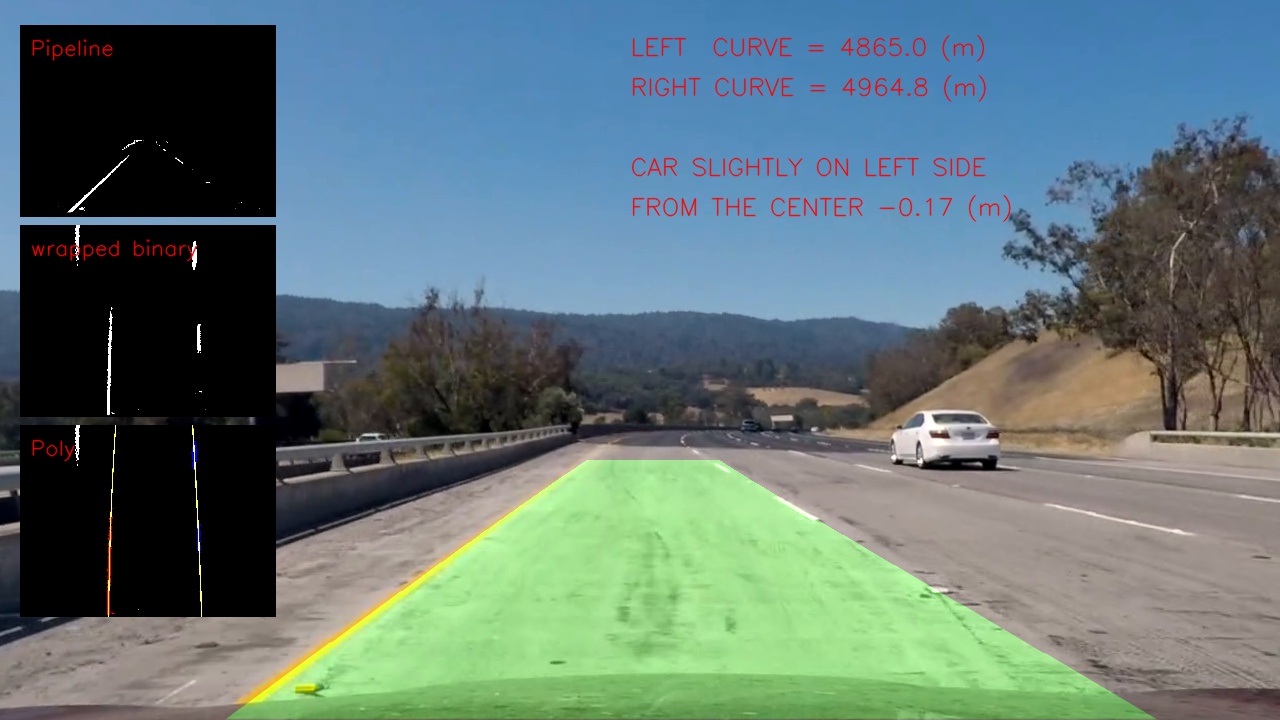 Pipeline
wrapped binary
Poly
LEFT CURVE = 4865.0 (m)
RIGHT CURVE = 4964.8 (m)
CAR SLIGHTLY ON LEFT SIDE
FROM THE CENTER -0.17 (m)